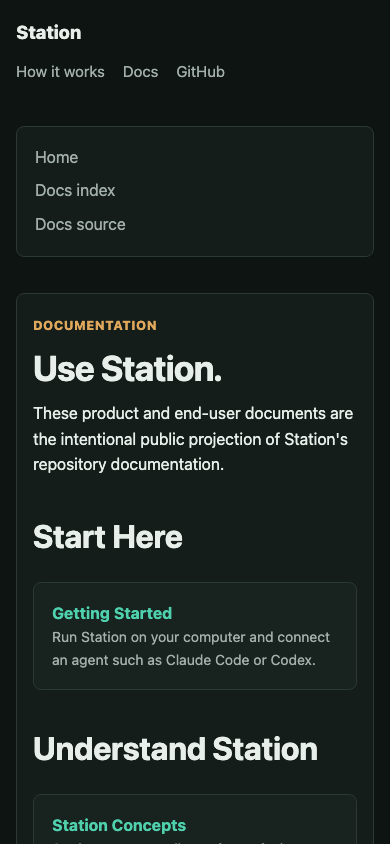 Station
How it works Docs GitHub
Home
Docs index
Docs source
DOCUMENTATION
Use Station.
These product and end-user documents are
the intentional public projection of Station's
repository documentation.
Start Here
Getting Started
Run Station on your computer and connect
an agent such as Claude Code or Codex.
Understand Station
Station Concepts